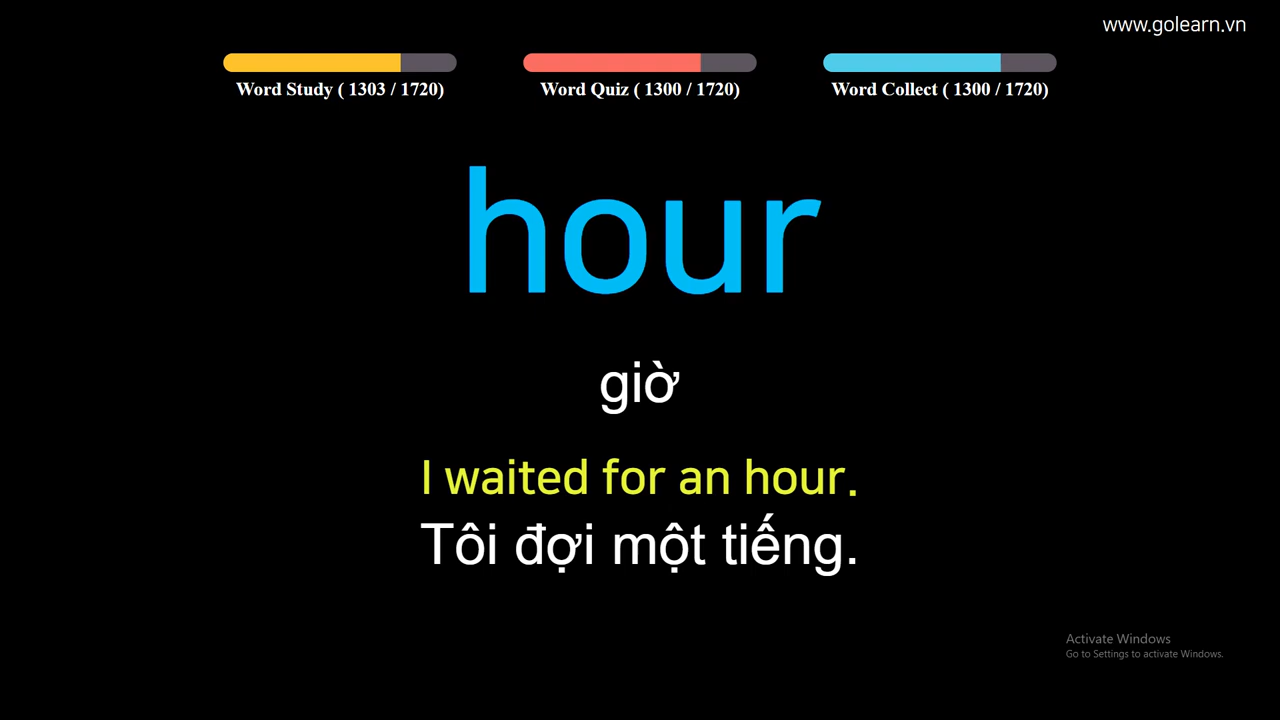 www.golearn.vn
Word Study ( 1303 / 1720)
Word Quiz ( 1300 / 1720)
Word Collect ( 1300 / 1720)
hour
giờ
I waited for an hour.
Tôi đợi một tiếng.
Activate Windows
Go to Settings to activate Windows.